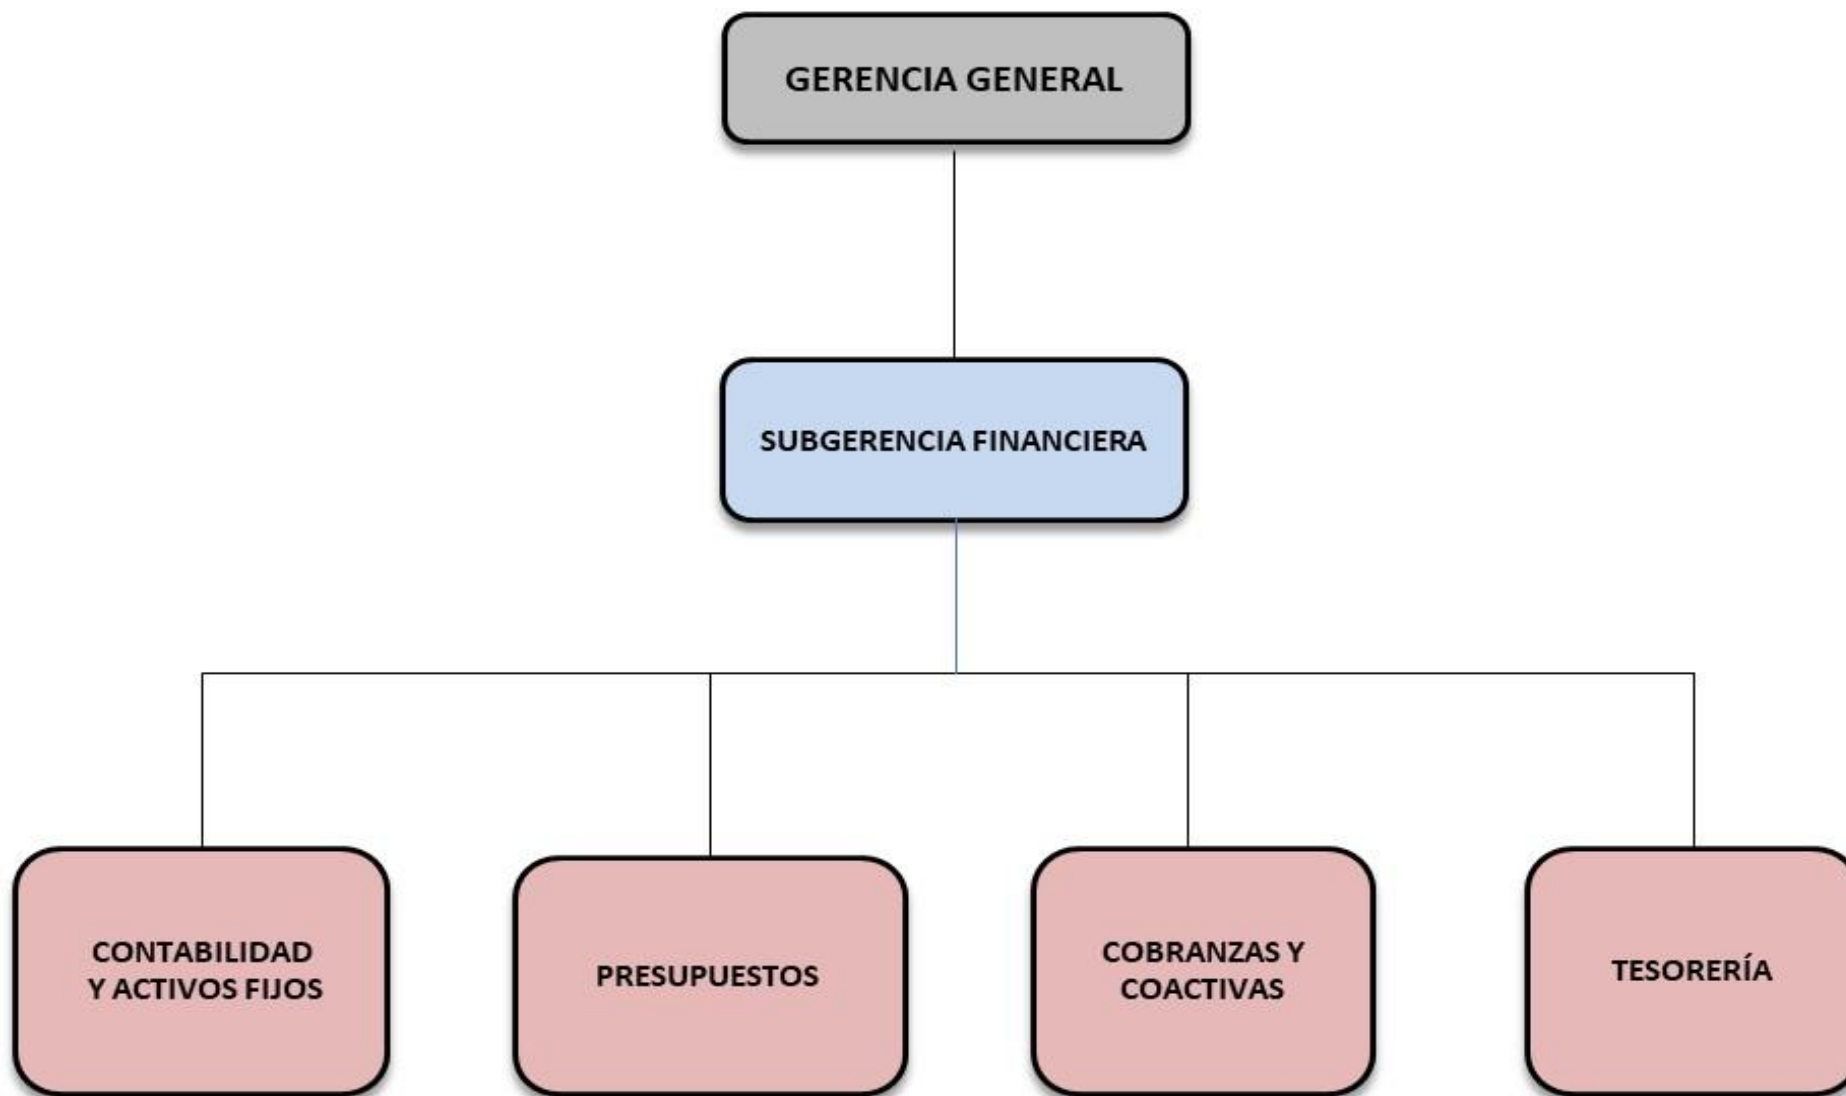 GERENCIA GENERAL
SUBGERENCIA FINANCIERA
CONTABILIDAD
Y ACTIVOS FIJOS
PRESUPUESTOS
COBRANZAS Y
COACTIVAS
TESORERÍA